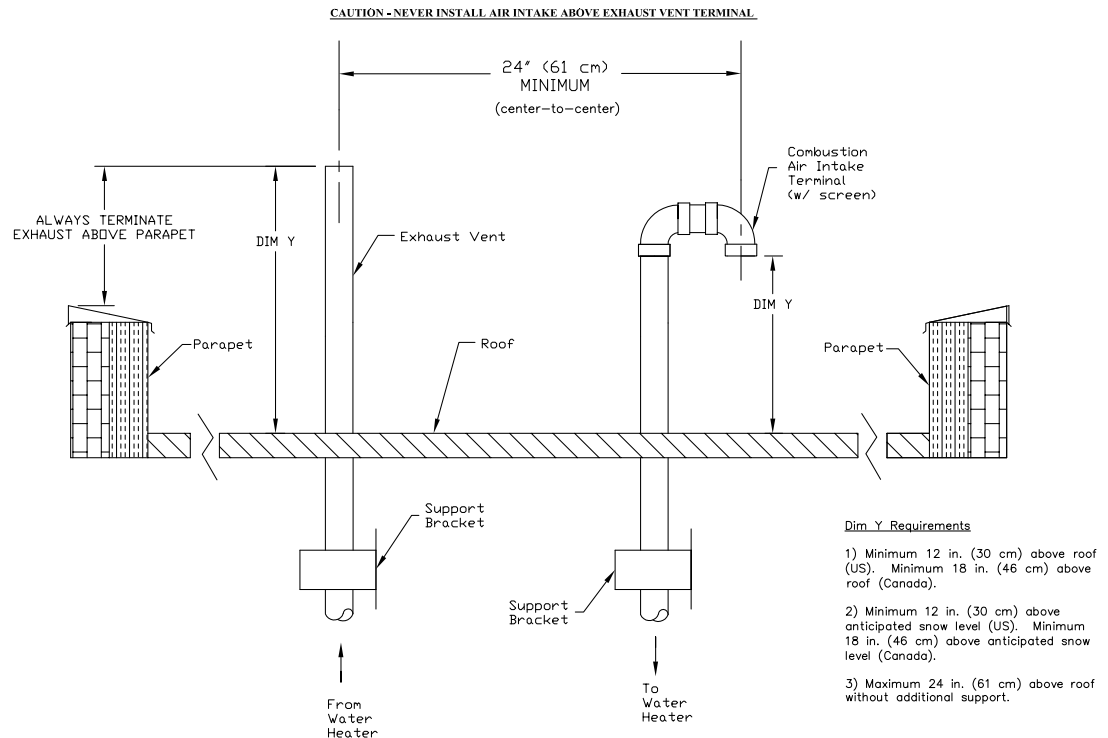 CAUTION - NEVER INSTALL AIR INTAKE ABOVE EXHAUST VENT TERMINAL
24" (61 cm)
MINIMUM
(center-to-center)
Combustion
Air Intake
Terminal
(w/ screen)
ALWAYS TERMINATE
EXHAUST ABOVE PARAPET
DIM Y
Exhaust Vent
DIM Y
Parapet
Roof
Parapet
Support
Bracket
Support
Bracket
From
Water
Heater
To
Water
Heater
Dim Y Requirements
1) Minimum 12 in. (30 cm) above roof
(US). Minimum 18 in. (46 cm) above
roof (Canada).
2) Minimum 12 in. (30 cm) above
anticipated snow level (US). Minimum
18 in. (46 cm) above anticipated snow
level (Canada).
3) Maximum 24 in. (61 cm) above roof
without additional support.